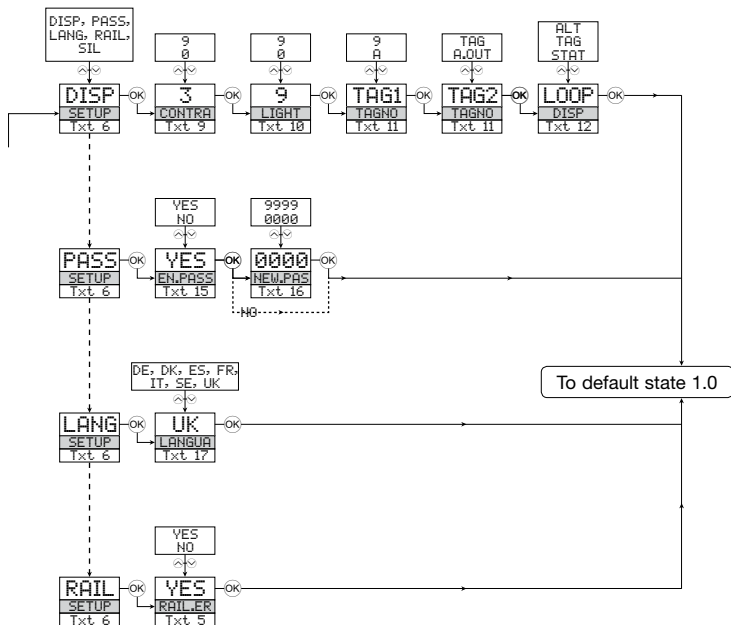 DISP, PASS,
LANG, RAIL,
SIL
9
0
9
0
9
A
TAG
A.OUT
ALT
TAG
STAT
DISP
SETUP
Txt 6
OK
3
CONTRA
Txt 9
OK
9
LIGHT
Txt 10
OK
TAG1
TAGNO
Txt 11
OK
TAG2
TAGNO
Txt 11
OK
LOOP
DISP
Txt 12
OK
YES
NO
9999
0000
PASS
SETUP
Txt 6
OK
YES
EN.PASS
Txt 15
OK
0000
NEW.PAS
Txt 16
OK
NO
DE, DK, ES, FR,
IT, SE, UK
To default state 1.0
LANG
SETUP
Txt 6
OK
UK
LANGUA
Txt 17
OK
YES
NO
RAIL
SETUP
Txt 6
OK
YES
RAIL.ER
Txt 5
OK